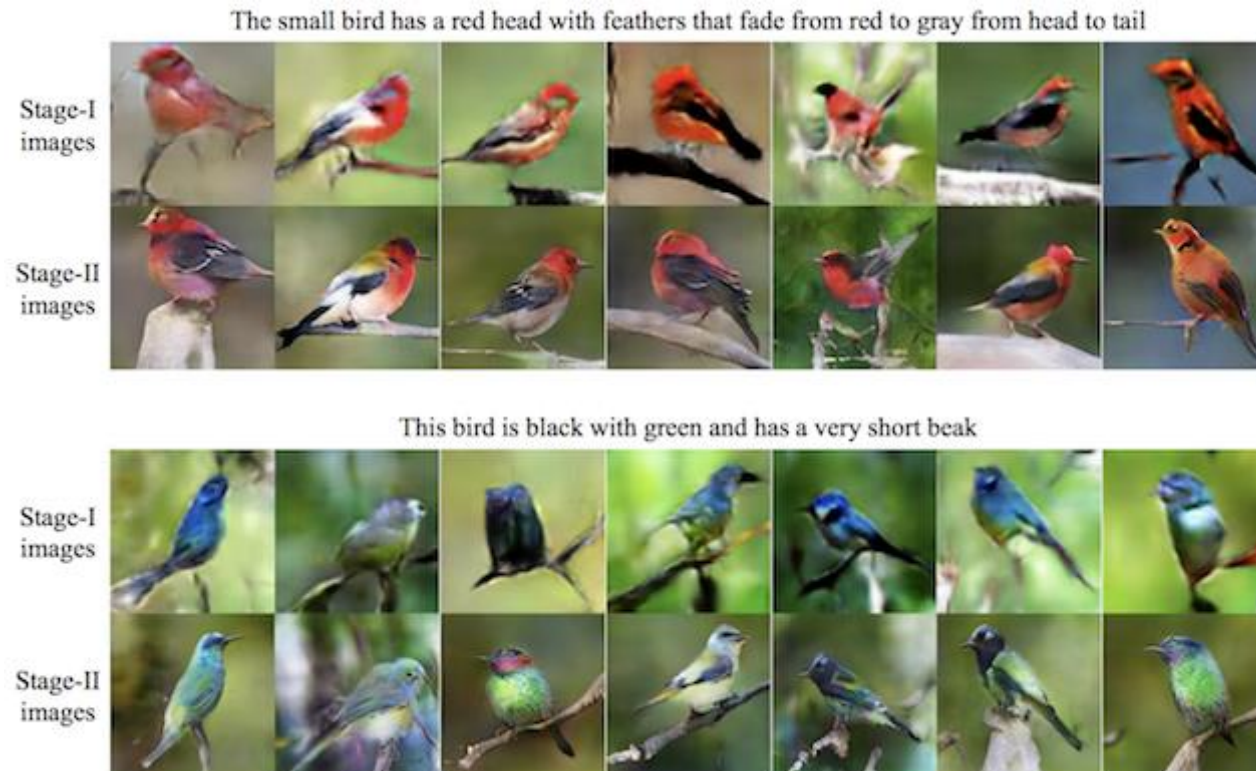 The small bird has a red head with feathers that fade from red to gray from head to tail
Stage-I
images
Stage-II
images
This bird is black with green and has a very short beak
Stage-I
images
Stage-II
images